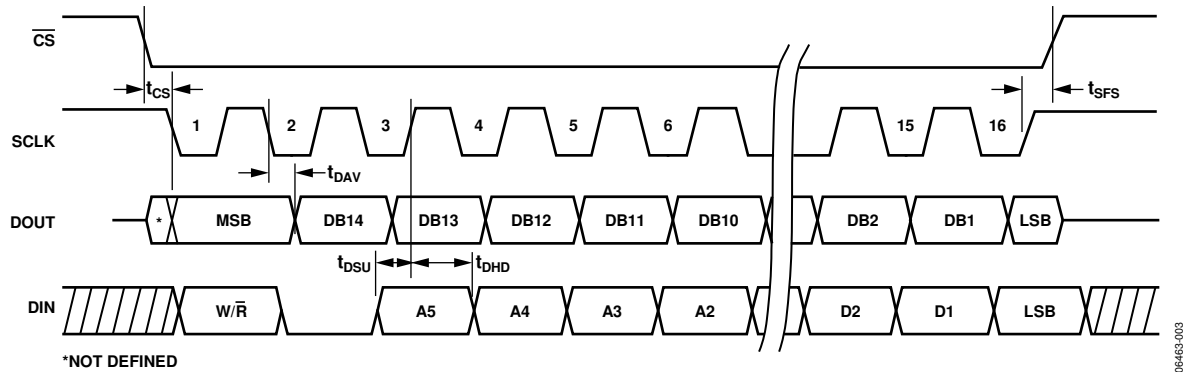 CS
tCS
tSFS
SCLK
1 2 3 4 5 6 15 16
tDAV
DOUT
* MSB DB14 DB13 DB12 DB11 DB10 DB2 DB1 LSB
tDSU tDHD
DIN
W/R A5 A4 A3 A2 D2 D1 LSB
*NOT DEFINED
06463-003